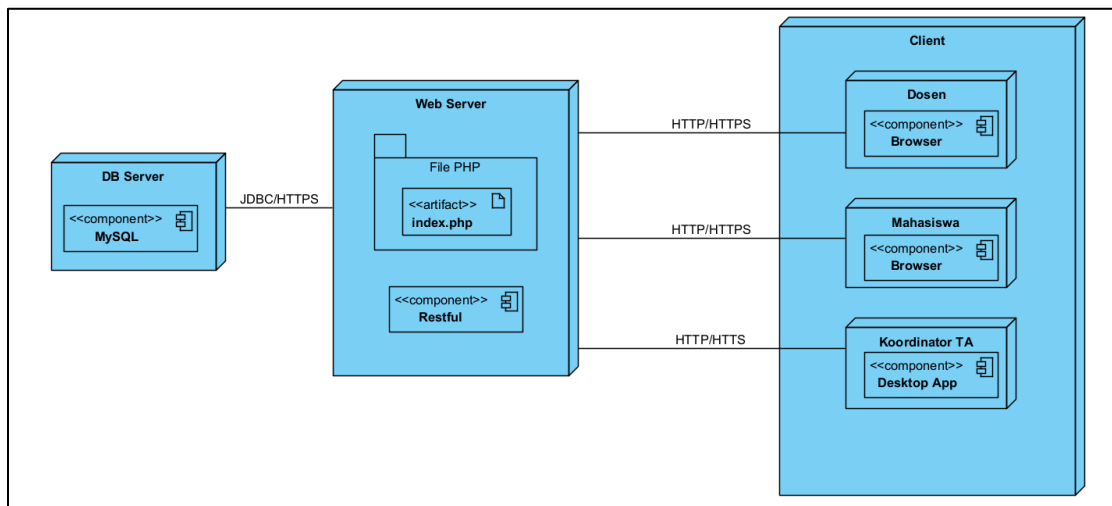 DB Server
<<component>>
MySQL
JDBC/HTTPS
Web Server
File PHP
<<artifact>>
index.php
<<component>>
Restful
HTTP/HTTPS
HTTP/HTTPS
HTTP/HTTS
Client
Dosen
<<component>>
Browser
Mahasiswa
<<component>>
Browser
Koordinator TA
<<component>>
Desktop App